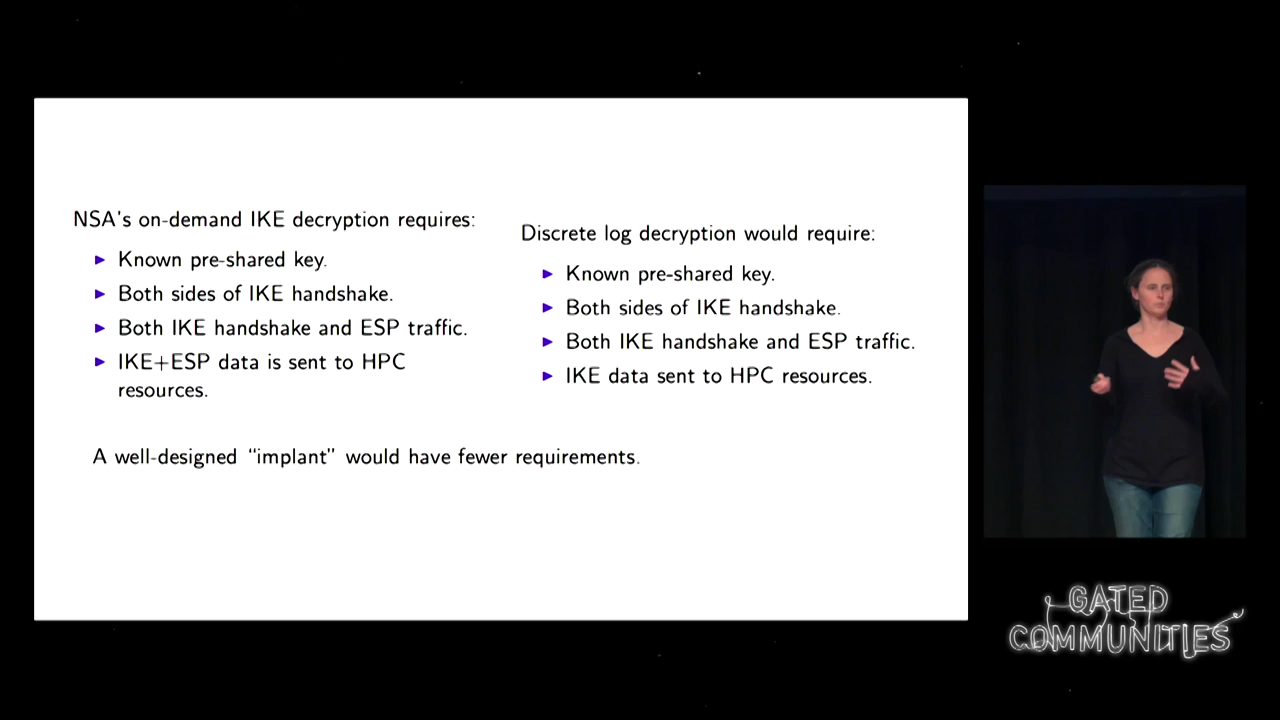 NSA's on-demand IKE decryption requires:
▶ Known pre-shared key.
▶ Both sides of IKE handshake.
▶ Both IKE handshake and ESP traffic.
▶ IKE+ESP data is sent to HPC
resources.
Discrete log decryption would require:
▶ Known pre-shared key.
▶ Both sides of IKE handshake.
▶ Both IKE handshake and ESP traffic.
▶ IKE data sent to HPC resources.
A well-designed “implant” would have fewer requirements.
GATED
COMMUNITIES